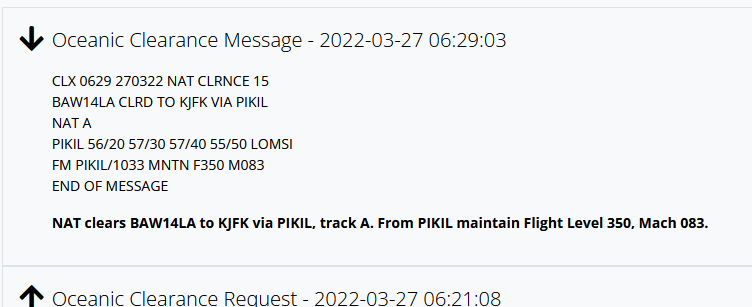 Oceanic Clearance Message - 2022-03-27 06:29:03
CLX 0629 270322 NAT CLRNCE 15
BAW14LA CLRD TO KJFK VIA PIKIL
NAT A
PIKIL 56/20 57/30 57/40 55/50 LOMSI
FM PIKIL/1033 MNTN F350 M083
END OF MESSAGE
NAT clears BAW14LA to KJFK via PIKIL, track A. From PIKIL maintain Flight Level 350, Mach 083.
Oceanic Clearance Request - 2022-03-27 06:21:08